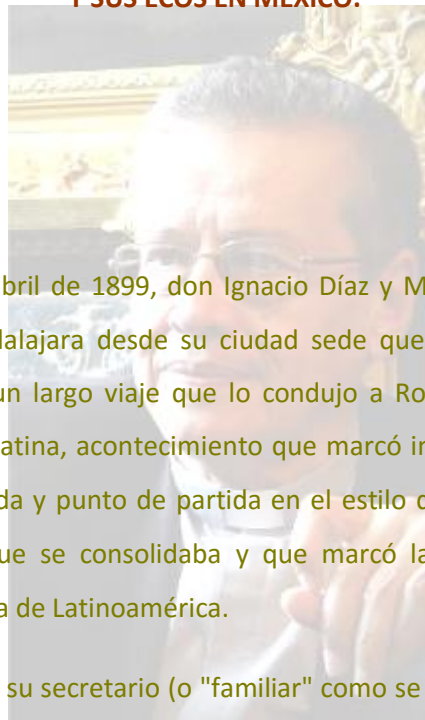 Y SUS ECOS EN MÉXICO.
bril de 1899, don Ignacio Díaz y M
dalajara desde su ciudad sede que
un largo viaje que lo condujo a Ro
atina, acontecimiento que marcó in
da y punto de partida en el estilo d
ue se consolidaba y que marcó la
a de Latinoamérica.
su secretario (o "familiar" como se